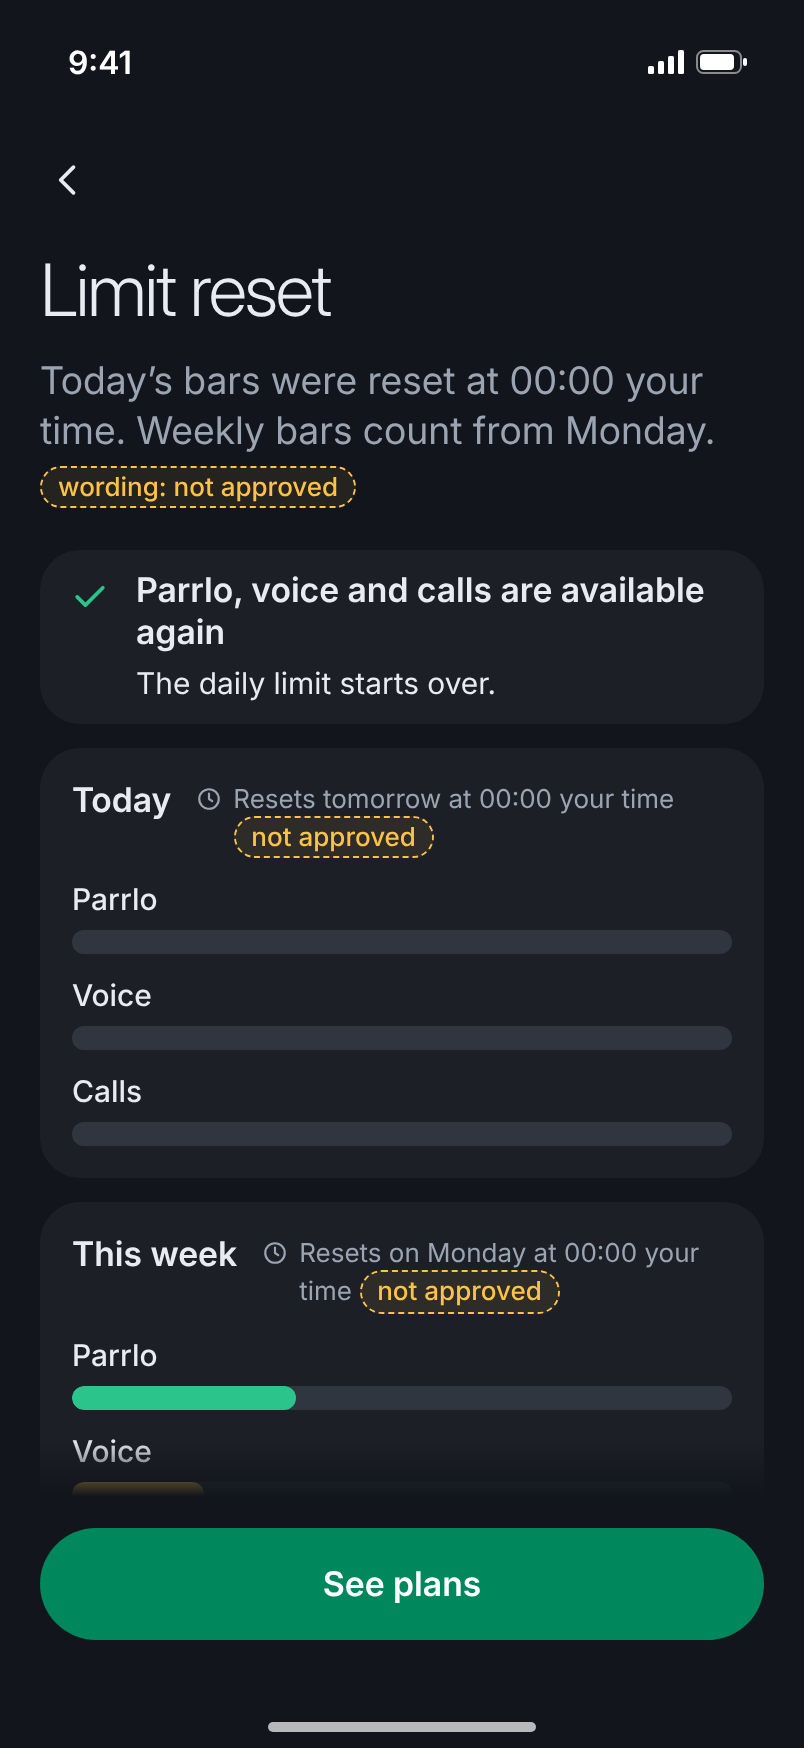 9:41
Limit reset
Today’s bars were reset at 00:00 your
time. Weekly bars count from Monday.
wording: not approved
Parrlo, voice and calls are available
again
The daily limit starts over.
Today Resets tomorrow at 00:00 your time
not approved
Parrlo
Voice
Calls
This week Resets on Monday at 00:00 your
time not approved
Parrlo
Voice
See plans